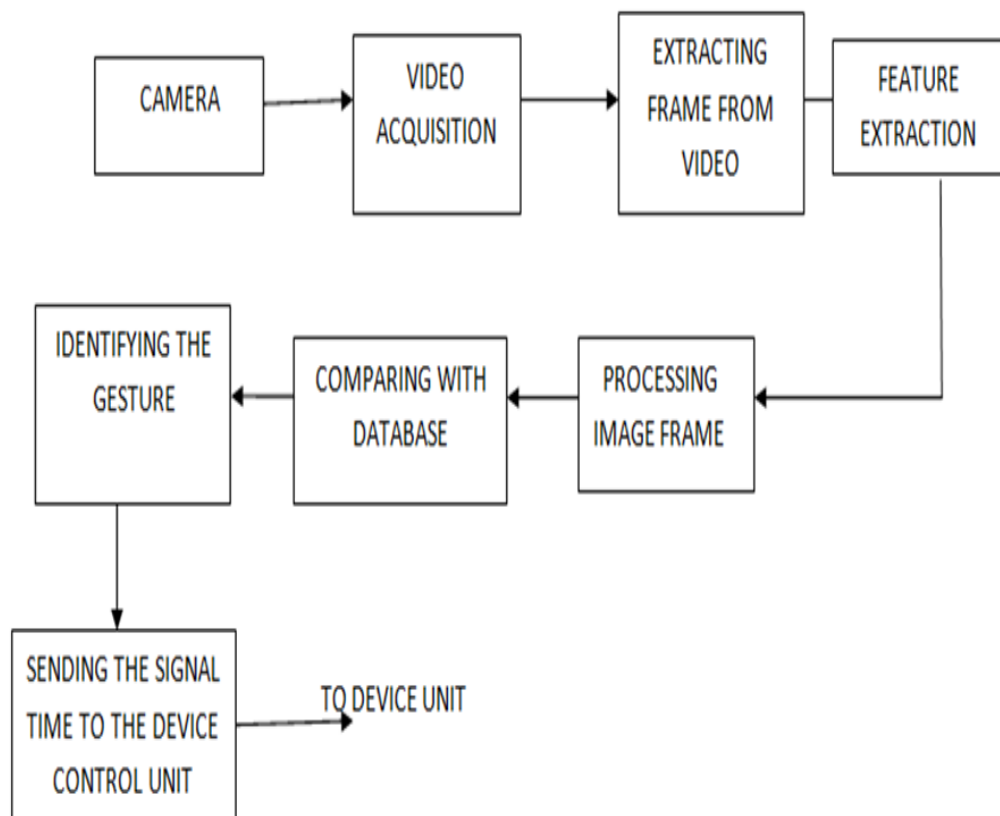 CAMERA
VIDEO
ACQUISITION
EXTRACTING
FRAME FROM
VIDEO
FEATURE
EXTRACTION
IDENTIFYING THE
GESTURE
COMPARING WITH
DATABASE
PROCESSING
IMAGE FRAME
SENDING THE SIGNAL
TIME TO THE DEVICE
CONTROL UNIT
TO DEVICE UNIT